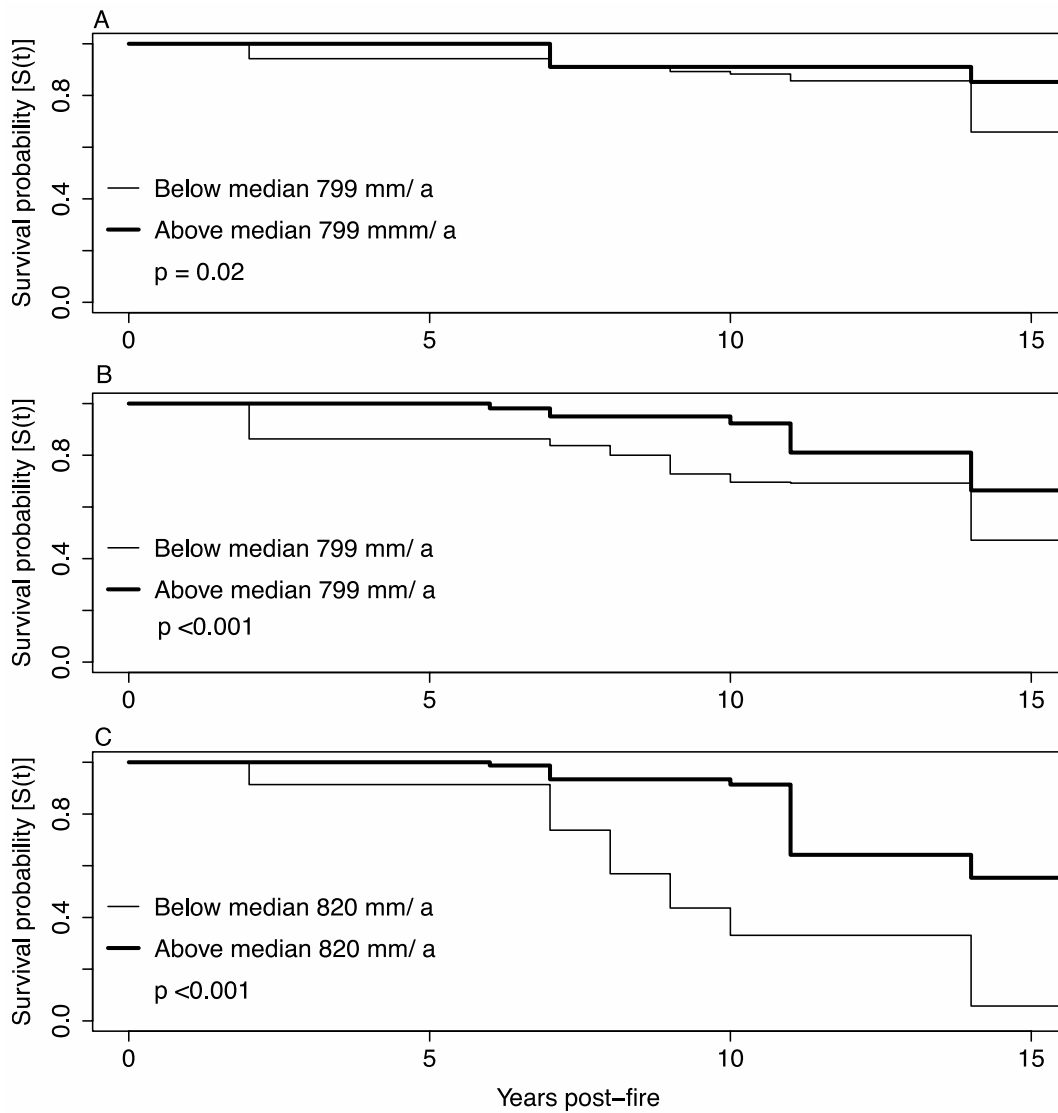 A
Survival probability [S(t)]
0.8
0.4
0.0
Below median 799 mm/ a
Above median 799 mmm/ a
p = 0.02
0 5 10 15
B
Survival probability [S(t)]
0.8
0.4
0.0
Below median 799 mm/ a
Above median 799 mm/ a
p <0.001
0 5 10 15
C
Survival probability [S(t)]
0.8
0.4
0.0
Below median 820 mm/ a
Above median 820 mm/ a
p <0.001
0 5 10 15
Years post−fire